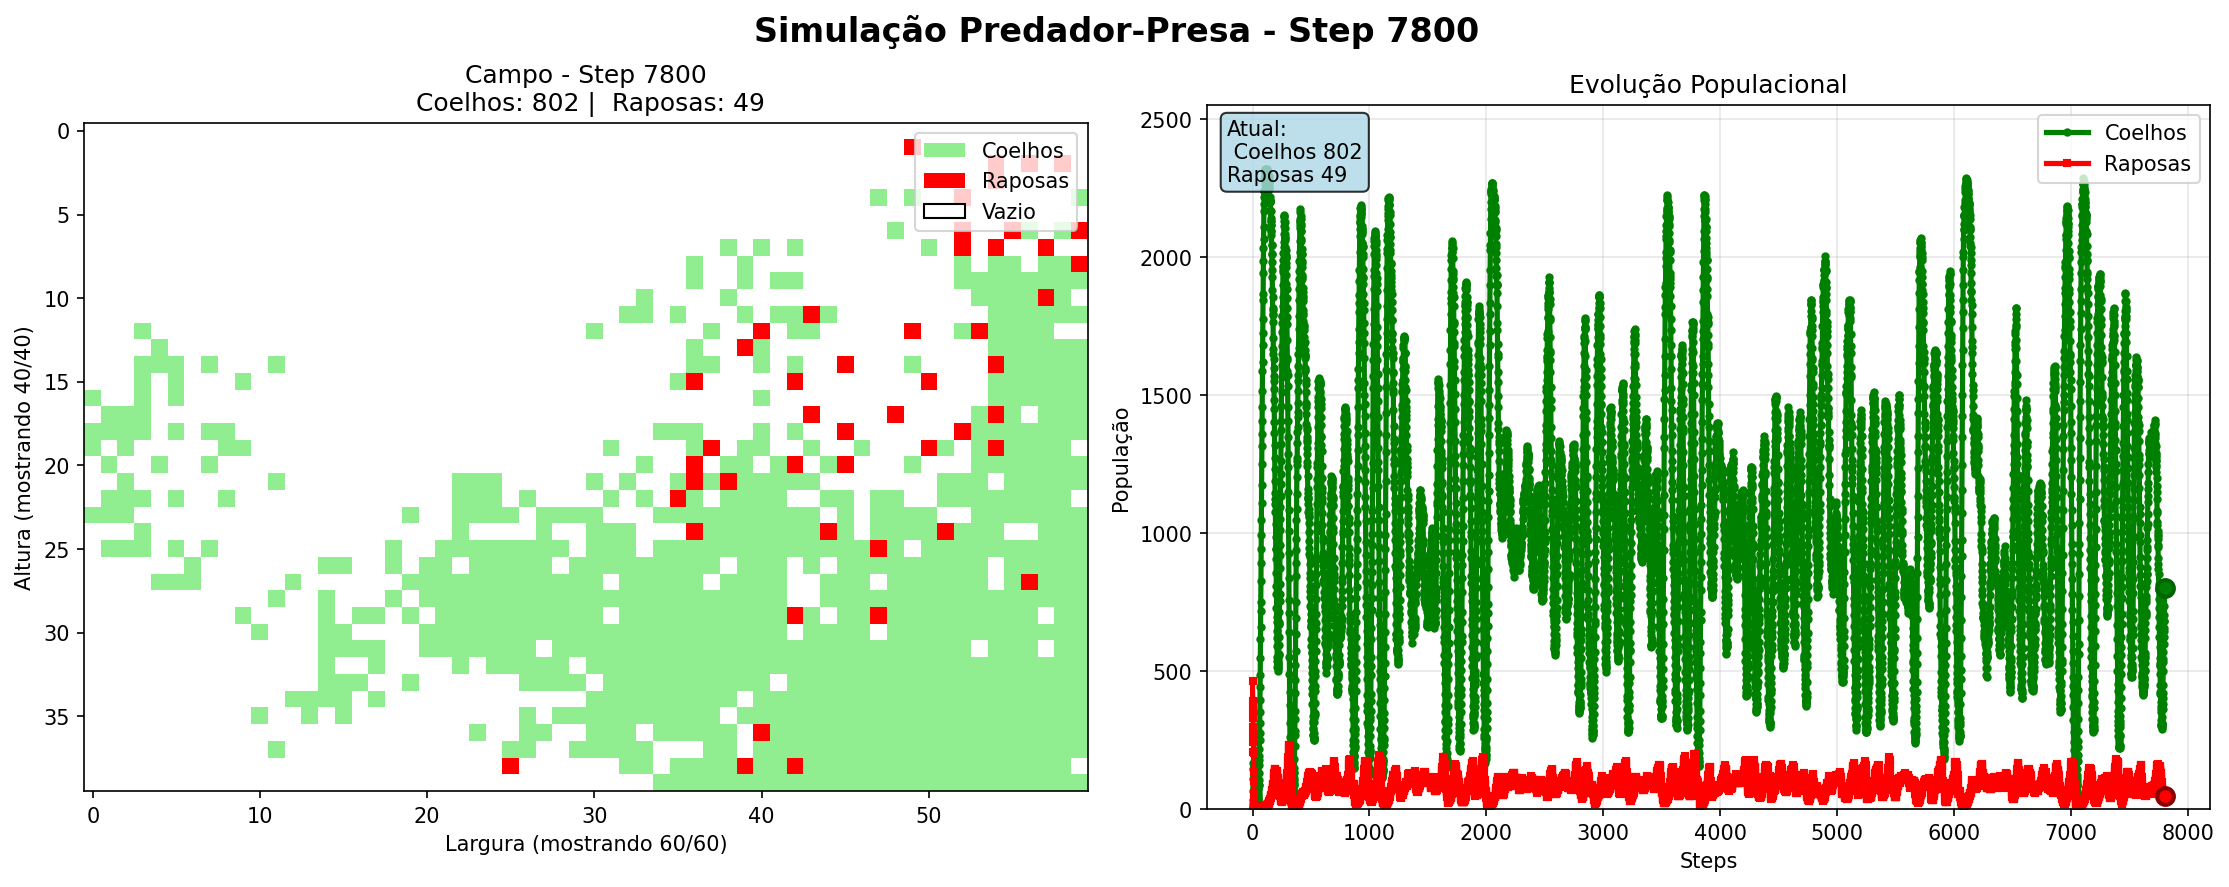 Simulação Predador-Presa - Step 7800
Campo - Step 7800
Coelhos: 802 |  Raposas: 49
Coelhos
Raposas
Vazio
0
5
10
15
20
25
30
35
Altura (mostrando 40/40)
0
10
20
30
40
50
Largura (mostrando 60/60)
Evolução Populacional
Atual:
Coelhos 802
Raposas 49
Coelhos
Raposas
2500
2000
1500
1000
500
0
População
0
1000
2000
3000
4000
5000
6000
7000
8000
Steps